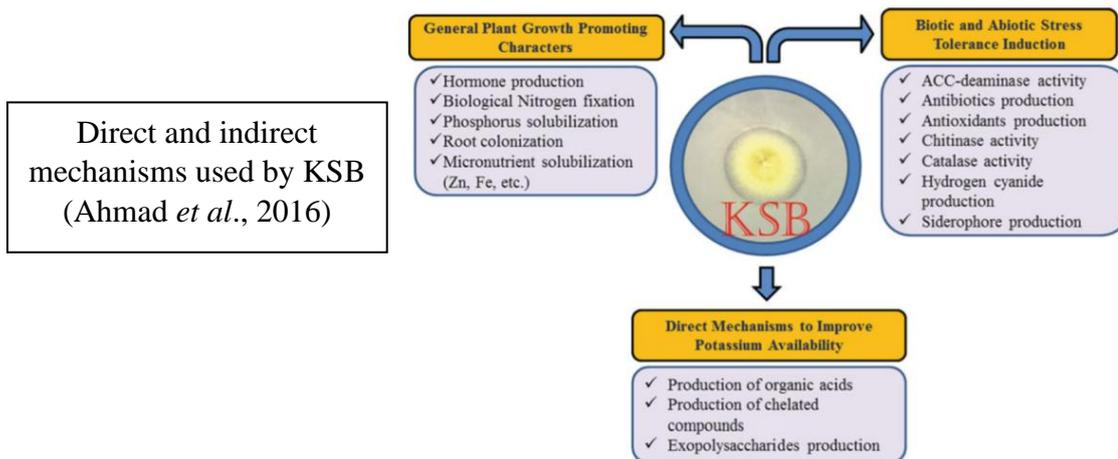 Direct and indirect
mechanisms used by KSB
(Ahmad et al., 2016)
General Plant Growth Promoting
Characters
✓Hormone production
✓Biological Nitrogen fixation
✓Phosphorus solubilization
✓Root colonization
✓Micronutrient solubilization
(Zn, Fe, etc.)
Biotic and Abiotic Stress
Tolerance Induction
✓ ACC-deaminase activity
✓ Antibiotics production
✓ Antioxidants production
✓ Chitinase activity
✓ Catalase activity
✓ Hydrogen cyanide
production
✓ Siderophore production
KSB
Direct Mechanisms to Improve
Potassium Availability
✓ Production of organic acids
✓ Production of chelated
compounds
✓ Exopolysaccharides production